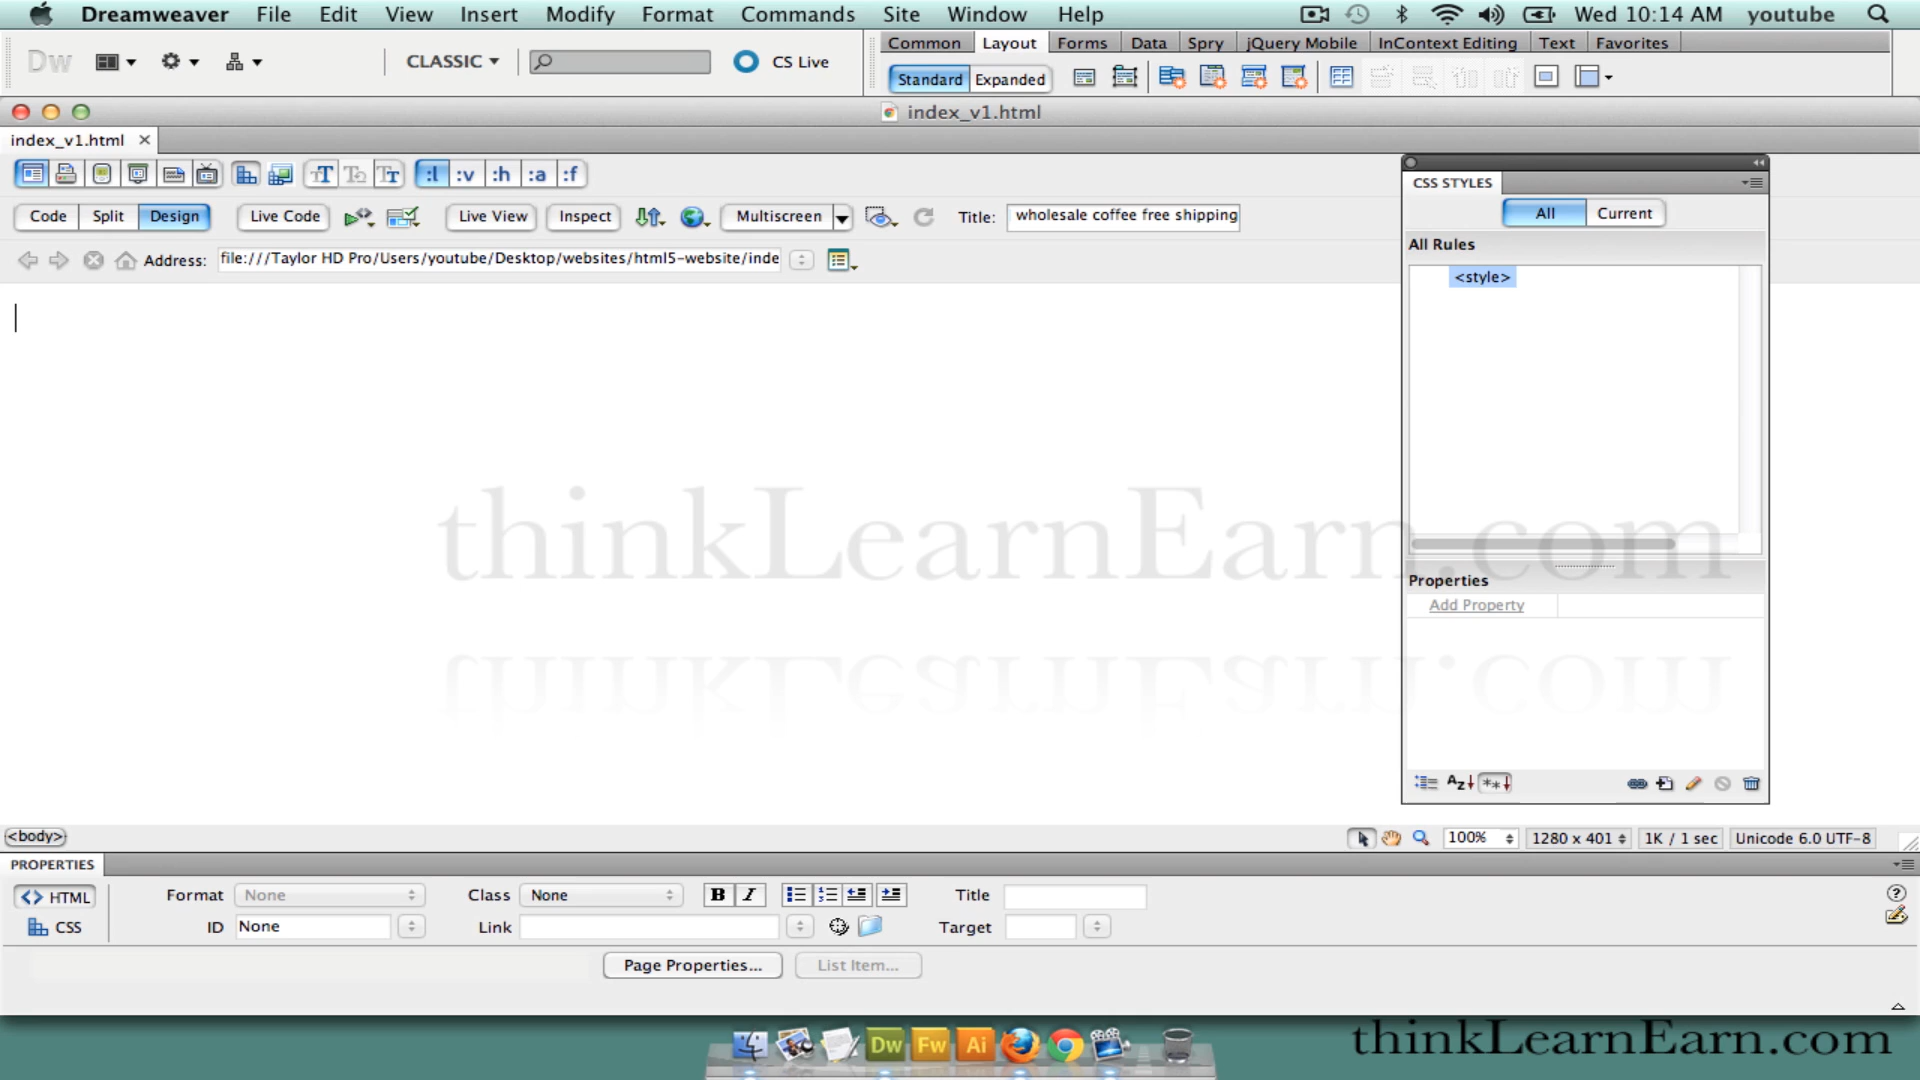 Dreamweaver File Edit View Insert Modify Format Commands Site Window Help Wed 10:14 AM youtube
Dw CLASSIC CS Live
Common Layout Forms Data Spry jQuery Mobile InContext Editing Text Favorites
Standard Expanded
index_v1.html
index_v1.html
:l :v :h :a :f
Code Split Design Live Code Live View Inspect Multiscreen Title: wholesale coffee free shipping
Address: file:///Taylor HD Pro/Users/youtube/Desktop/websites/html5-website/inde
CSS STYLES
All Current
All Rules
<style>
thinkLearnEarn.com
Properties
Add Property
<body> 100% 1280 x 401 1K / 1 sec Unicode 6.0 UTF-8
PROPERTIES
<> HTML Format None Class None B I Title
CSS ID None Link Target
Page Properties... List Item...
Dw Fw Ai
thinkLearnEarn.com